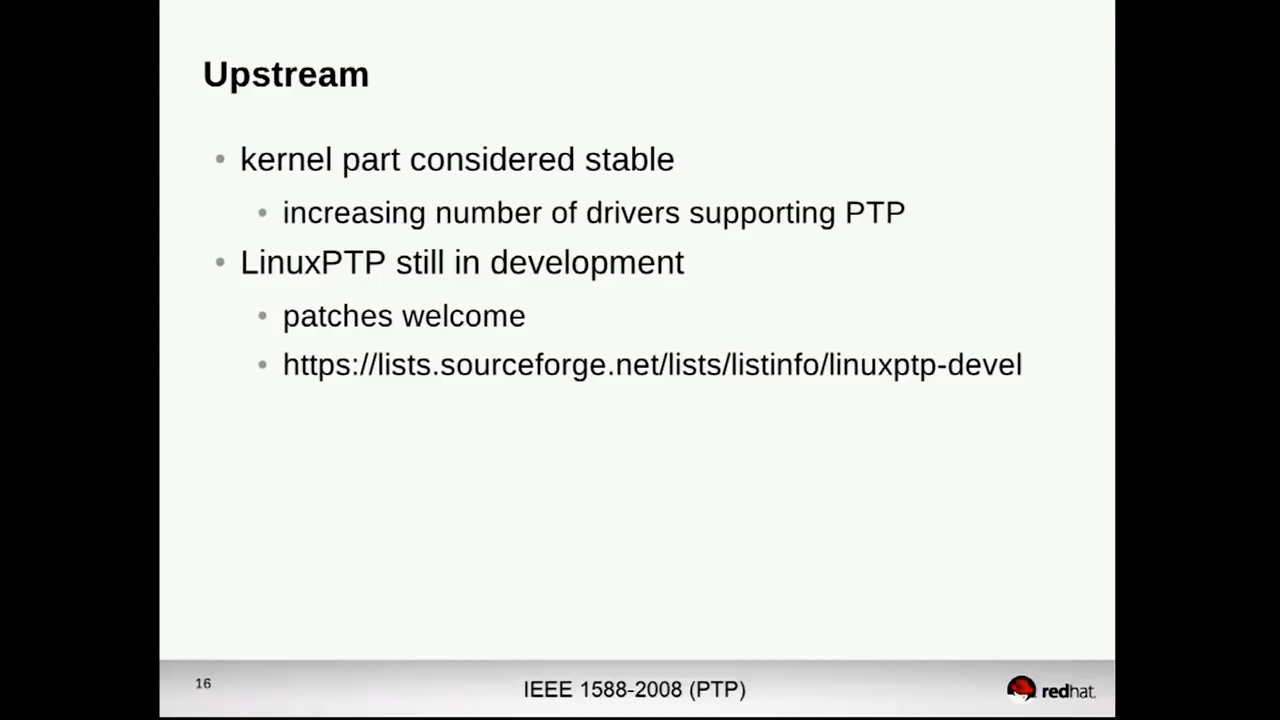 Upstream
kernel part considered stable
increasing number of drivers supporting PTP
LinuxPTP still in development
patches welcome
https://lists.sourceforge.net/lists/listinfo/linuxptp-devel
16
IEEE 1588-2008 (PTP)
redhat.